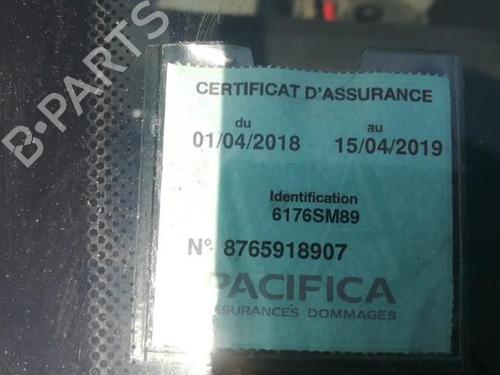 CERTIFICAT D'ASSURANCE
du au
01/04/2018 15/04/2019
Identification
6176SM89
N° 8765918907
PACIFICA
ASSURANCES DOMMAGES
B-PARTS